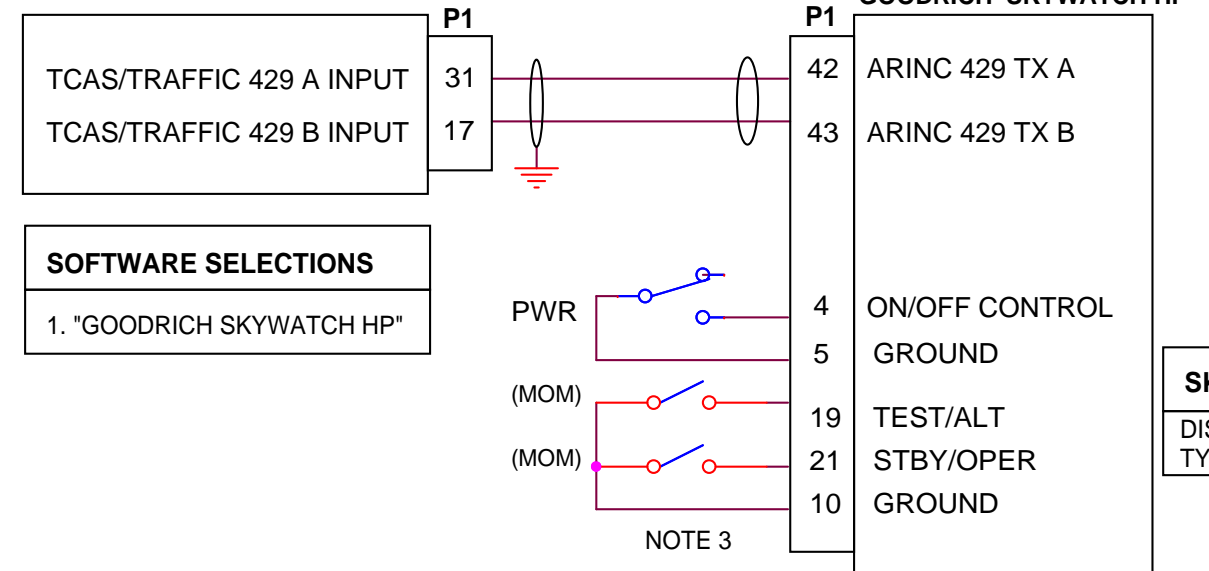 P1
P1
TCAS/TRAFFIC 429 A INPUT 31
TCAS/TRAFFIC 429 B INPUT 17
42 ARINC 429 TX A
43 ARINC 429 TX B
SOFTWARE SELECTIONS
1. "GOODRICH SKYWATCH HP"
PWR
4 ON/OFF CONTROL
5 GROUND
(MOM)
19 TEST/ALT
(MOM)
21 STBY/OPER
10 GROUND
NOTE 3